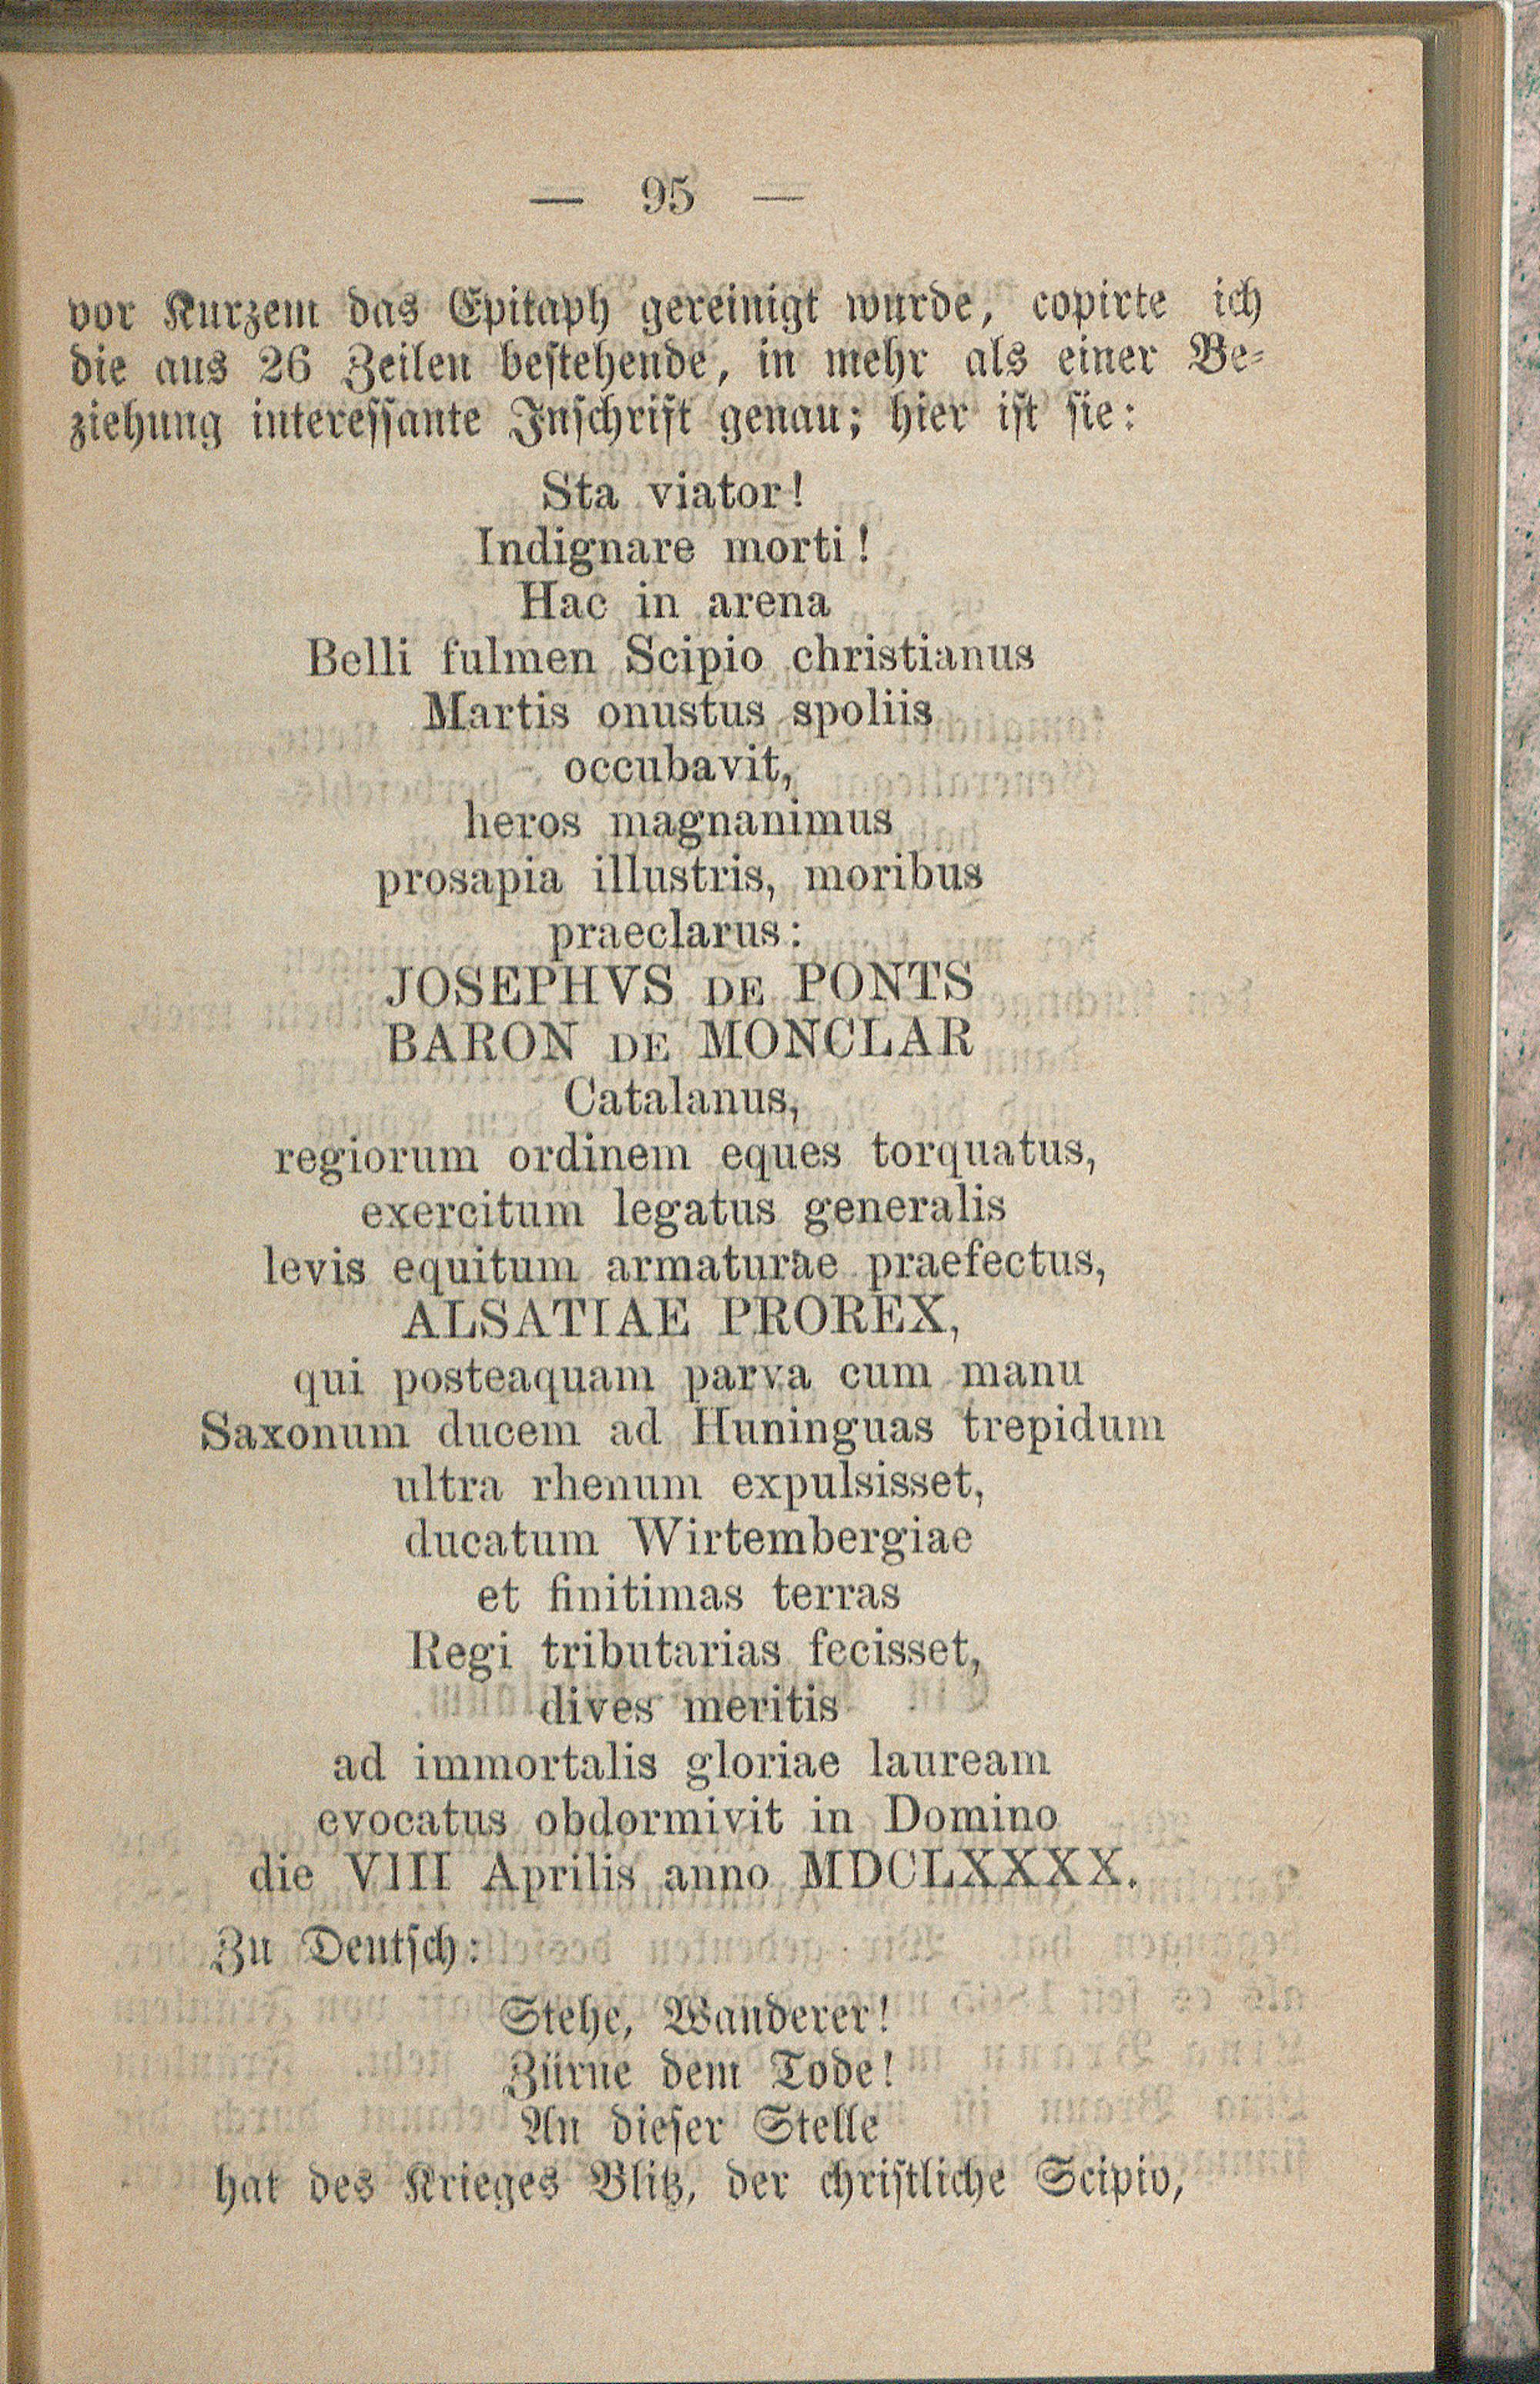 — 95 —
vor Kurzem das Epitaph gereinigt wurde, copirte ich
die aus 26 Zeilen bestehende, in mehr als einer Be-
ziehung interessante Inschrift genau; hier ist sie:
Sta viator!
Indignare morti!
Hac in arena
Belli fulmen Scipio christianus
Martis onustus spoliis
occubavit,
heros magnanimus
prosapia illustris, moribus
praeclarus:
JOSEPHVS DE PONTS
BARON DE MONCLAR
Catalanus,
regiorum ordinem eques torquatus,
exercitum legatus generalis
levis equitum armaturae praefectus,
ALSATIAE PROREX,
qui posteaquam parva cum manu
Saxonum ducem ad Huninguas trepidum
ultra rhenum expulsisset,
ducatum Wirtembergiae
et finitimas terras
Regi tributarias fecisset,
dives meritis
ad immortalis gloriae lauream
evocatus obdormivit in Domino
die VIII Aprilis anno MDCLXXXX.
Zu Deutsch:
Stehe, Wanderer!
Zürne dem Tode!
An dieser Stelle
hat des Krieges Blitz, der christliche Scipio,